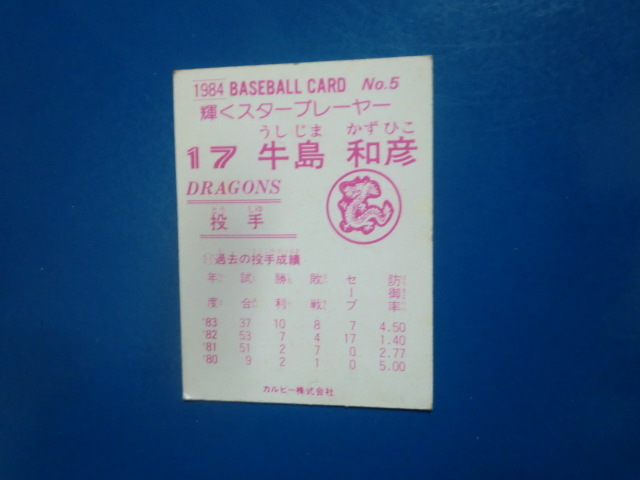 1984 BASEBALL CARD No.5
輝くスタープレーヤー
うしじま かずひこ
17 牛島 和彦
DRAGONS
とうしゅ
投手
過去の投手成績
年度 試合 勝利 敗戦 セーブ 防御率
'83 37 10 8 7 4.50
'82 53 7 4 17 1.40
'81 51 2 7 0 2.77
'80 9 2 1 0 5.00
カルビー株式会社